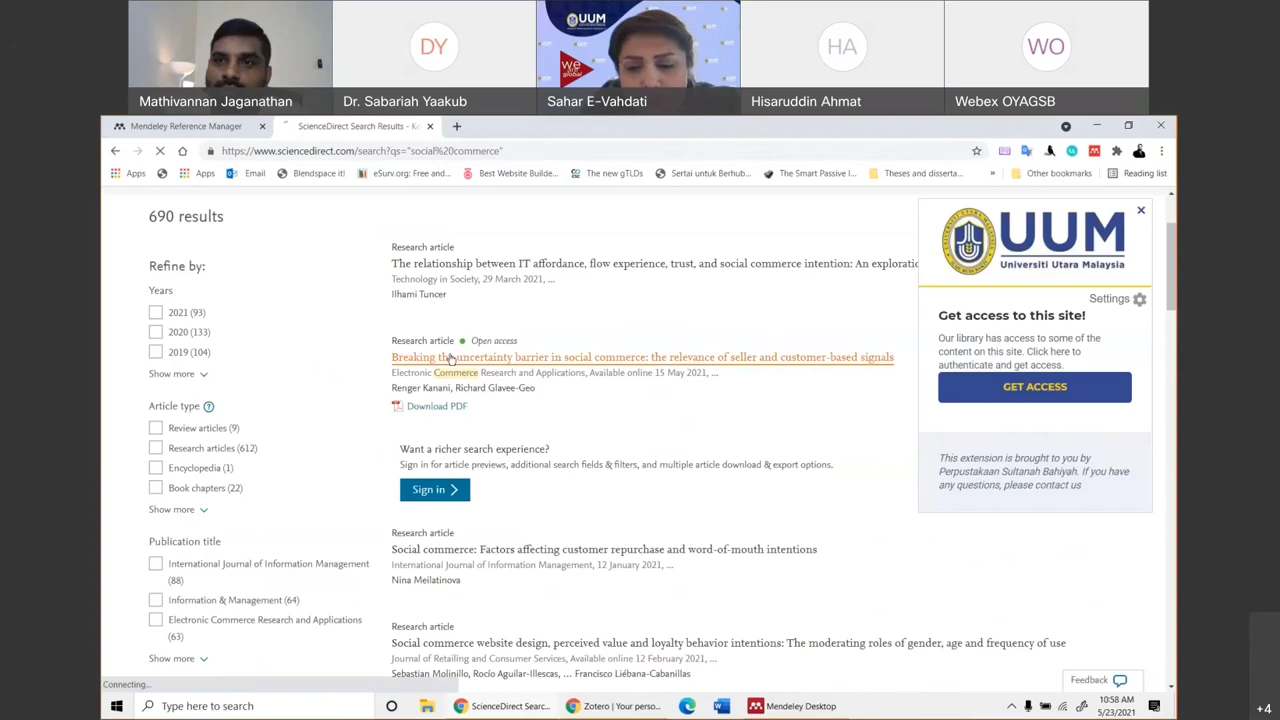 UUM
we
are
global
DY
HA
WO
Mathivannan Jaganathan
Dr. Sabariah Yaakub
Sahar E-Vahdati
Hisaruddin Ahmat
Webex OYAGSB
Mendeley Reference Manager
ScienceDirect Search Results - Ke
https://www.sciencedirect.com/search?qs="social%20commerce"
Apps
Apps
Email
Blendspace it!
eSurv.org: Free and...
Best Website Builde...
The new gTLDs
Sertai untuk Berhub...
The Smart Passive I...
Theses and disserta...
»
Other bookmarks
Reading list
690 results
Refine by:
Years
2021 (93)
2020 (133)
2019 (104)
Show more
Article type
Review articles (9)
Research articles (612)
Encyclopedia (1)
Book chapters (22)
Show more
Publication title
International Journal of Information Management
(88)
Information & Management (64)
Electronic Commerce Research and Applications
(63)
Show more
Research article
The relationship between IT affordance, flow experience, trust, and social commerce intention: An exploratio
Technology in Society, 29 March 2021, ...
Ilhami Tuncer
Research article Open access
Breaking the uncertainty barrier in social commerce: the relevance of seller and customer-based signals
Electronic Commerce Research and Applications, Available online 15 May 2021, ...
Renger Kanani, Richard Glavee-Geo
Download PDF
Want a richer search experience?
Sign in for article previews, additional search fields & filters, and multiple article download & export options.
Sign in
Research article
Social commerce: Factors affecting customer repurchase and word-of-mouth intentions
International Journal of Information Management, 12 January 2021, ...
Nina Meilatinova
Research article
Social commerce website design, perceived value and loyalty behavior intentions: The moderating roles of gender, age and frequency of use
Journal of Retailing and Consumer Services, Available online 12 February 2021, ...
Sebastian Molinillo, Rocío Aguilar-Illescas, ... Francisco Liébana-Cabanillas
UUM
Universiti Utara Malaysia
Settings
Get access to this site!
Our library has access to some of the
content on this site. Click here to
authenticate and get access.
GET ACCESS
This extension is brought to you by
Perpustakaan Sultanah Bahiyah. If you have
any questions, please contact us
Feedback
Connecting...
Type here to search
ScienceDirect Searc...
Zotero | Your perso...
Mendeley Desktop
10:58 AM
5/23/2021
+4